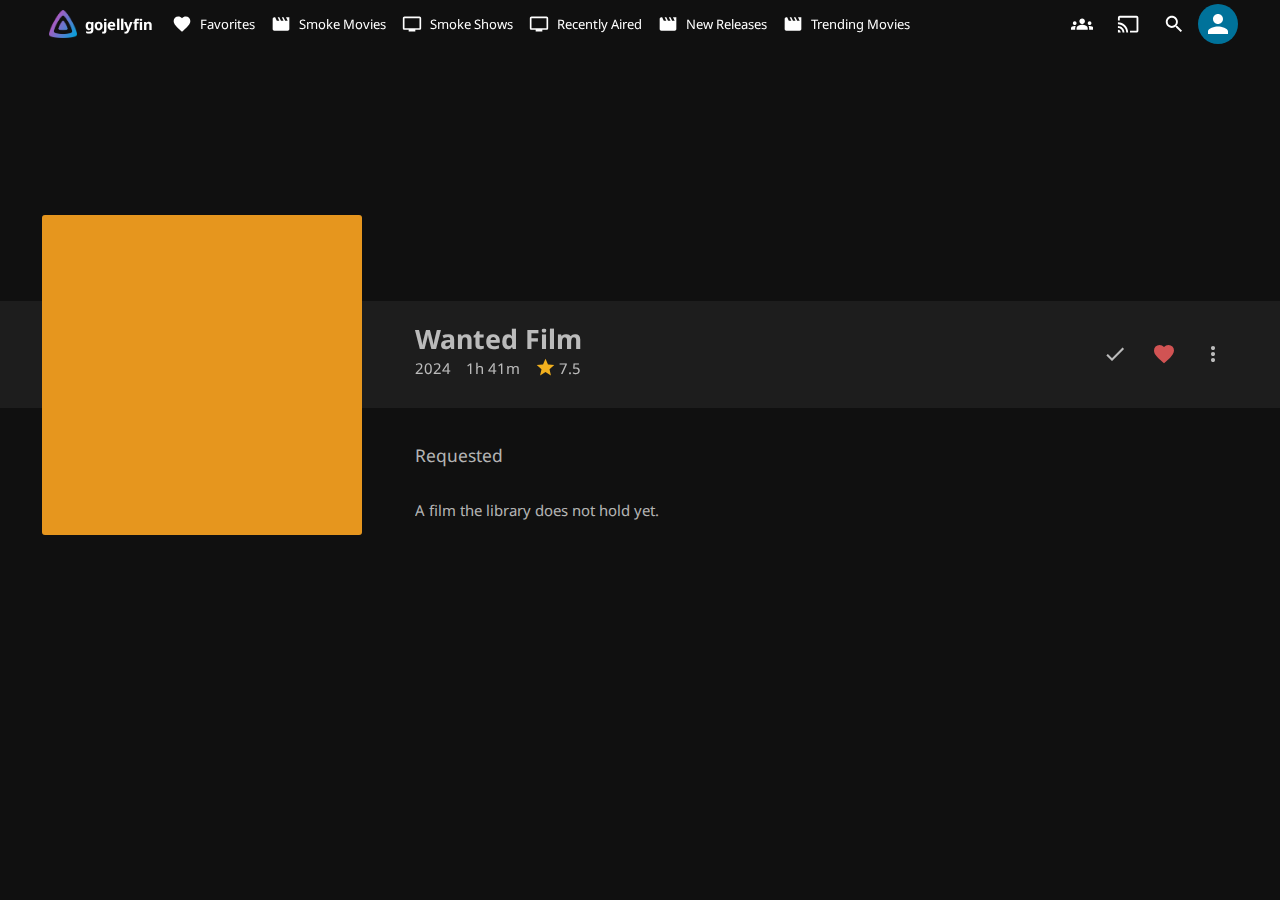 gojellyfin Favorites Smoke Movies Smoke Shows Recently Aired New Releases Trending Movies
Wanted Film
2024 1h 41m 7.5
Requested
A film the library does not hold yet.